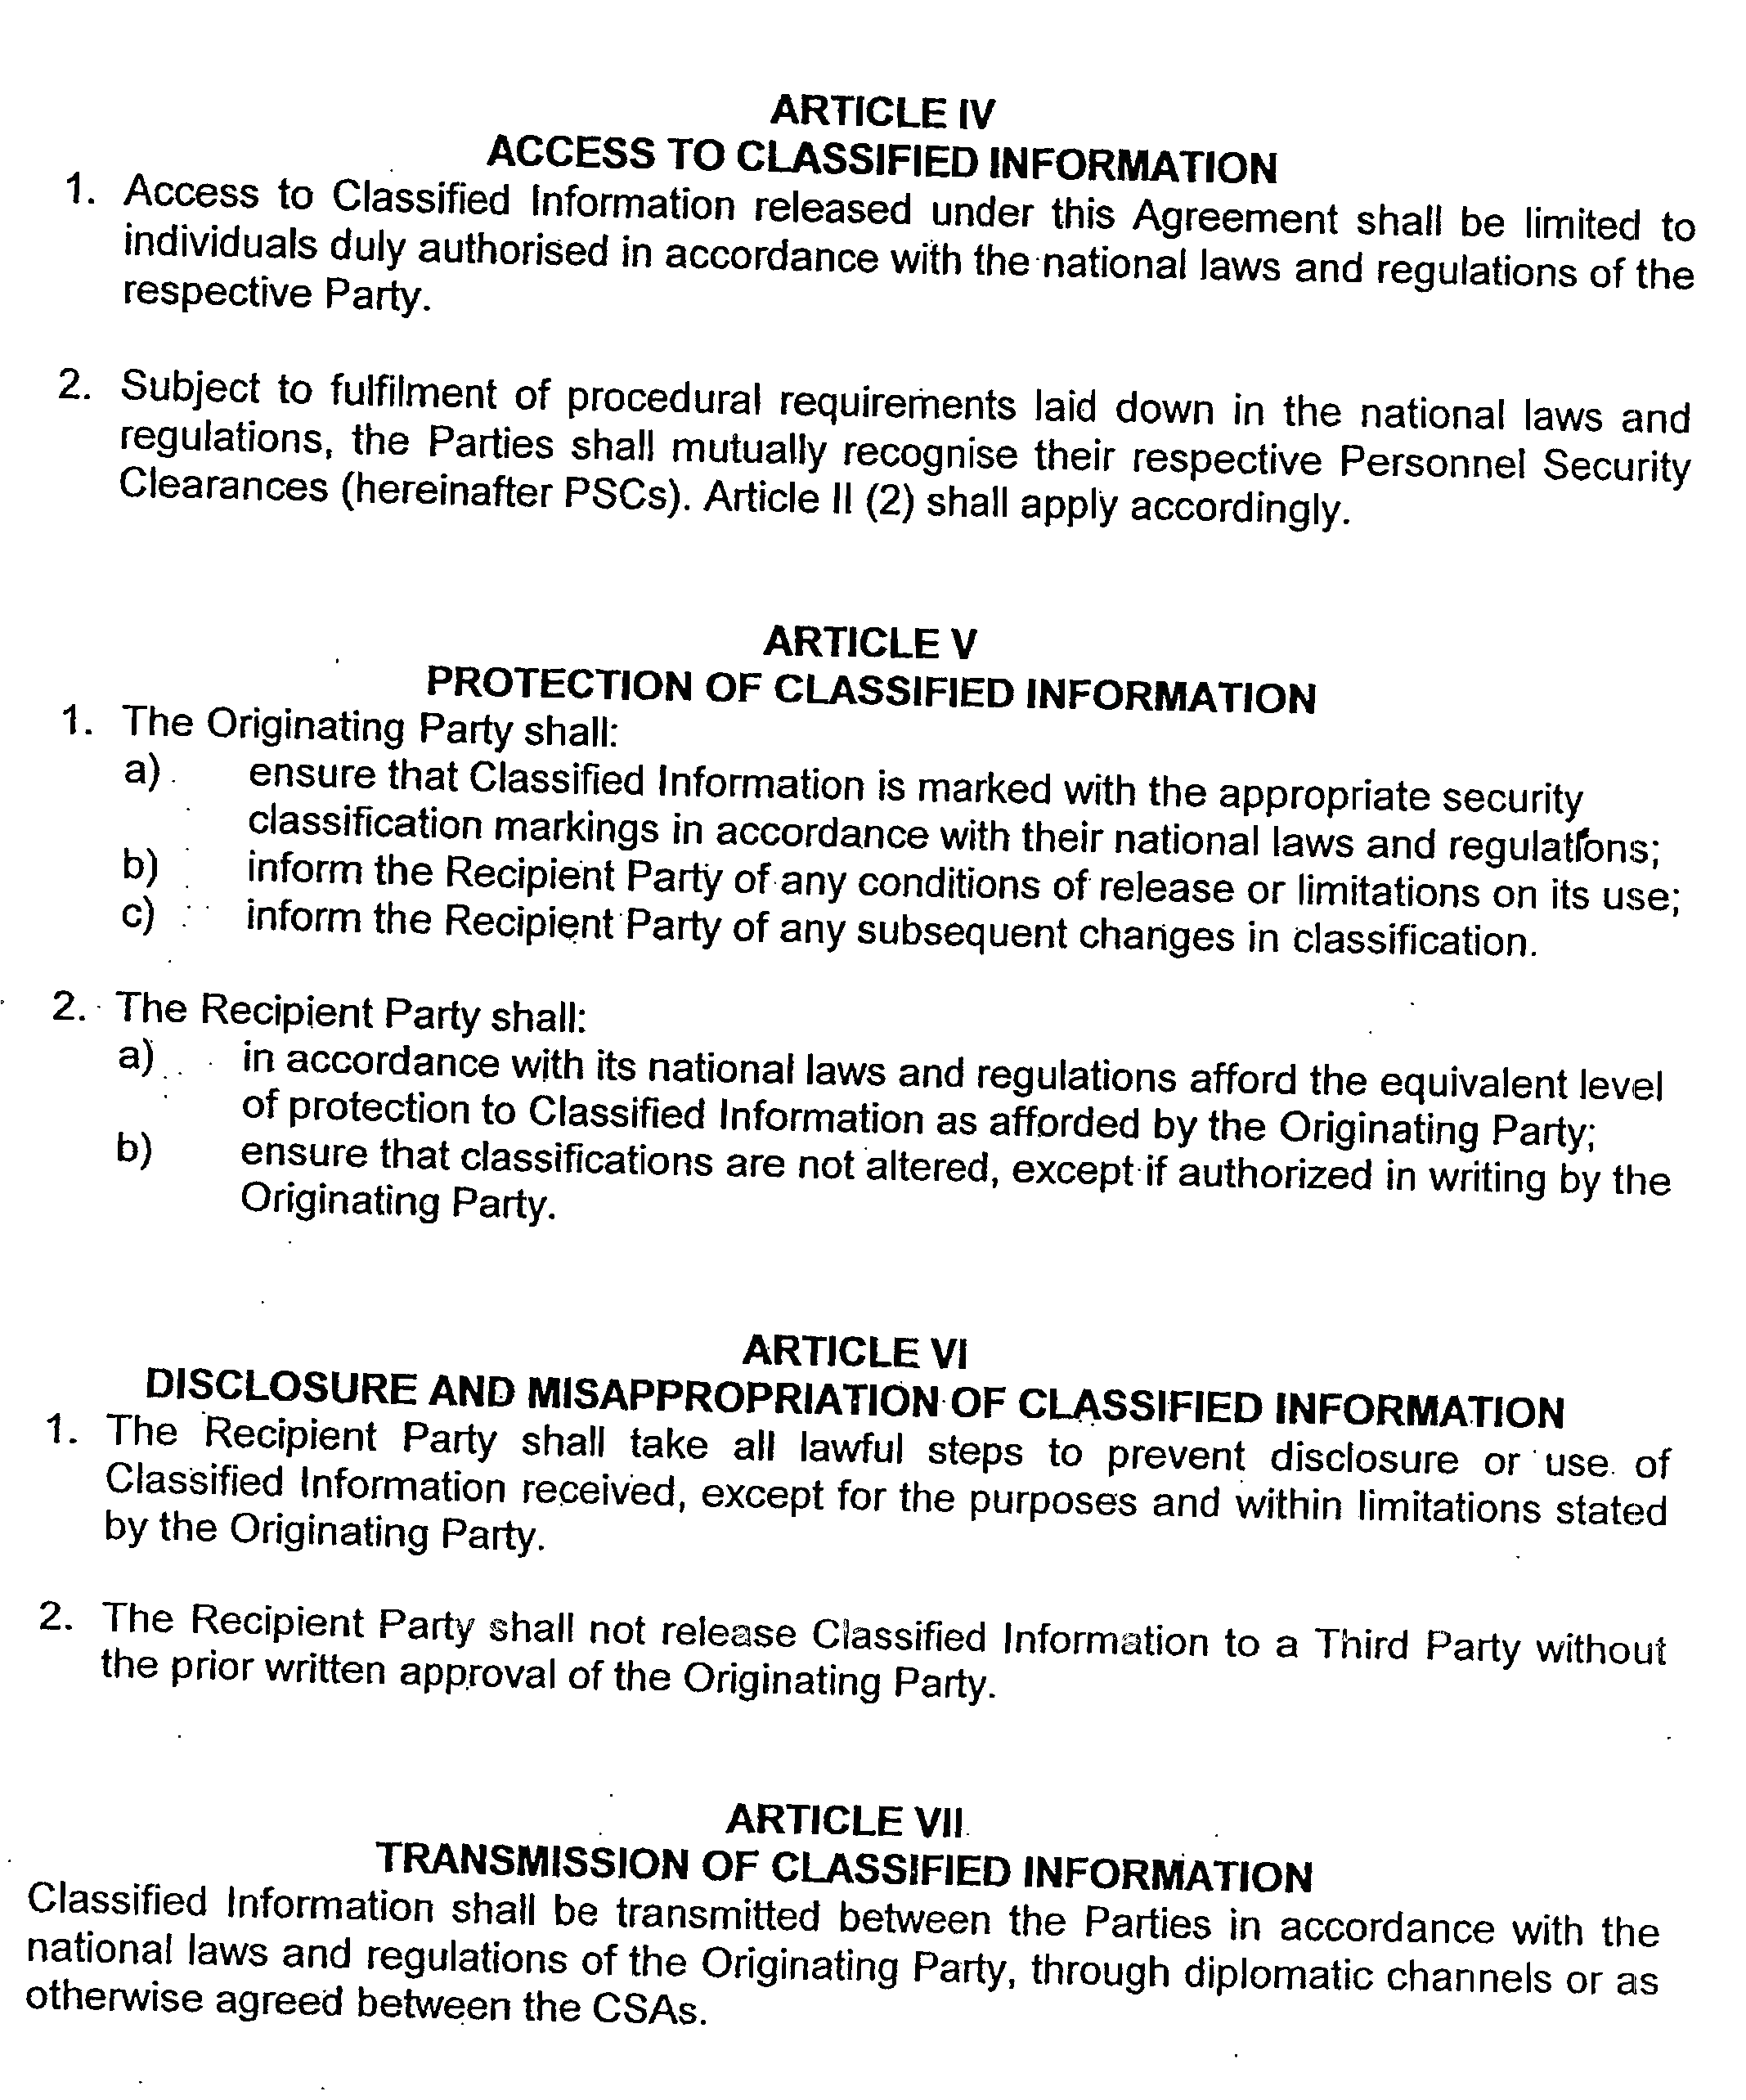 ARTICLE IV
ACCESS TO CLASSIFIED INFORMATION
1. Access to Classified Information released under this Agreement shall be limited to
individuals duly authorised in accordance with the national laws and regulations of the
respective Party.
2. Subject to fulfilment of procedural requirements laid down in the national laws and
regulations, the Parties shall mutually recognise their respective Personnel Security
Clearances (hereinafter PSCs). Article II (2) shall apply accordingly.
ARTICLE V
PROTECTION OF CLASSIFIED INFORMATION
1. The Originating Party shall:
a) ensure that Classified Information is marked with the appropriate security
classification markings in accordance with their national laws and regulations;
b) inform the Recipient Party of any conditions of release or limitations on its use;
c) inform the Recipient Party of any subsequent changes in classification.
2. The Recipient Party shall:
a) in accordance with its national laws and regulations afford the equivalent level
of protection to Classified Information as afforded by the Originating Party;
b) ensure that classifications are not altered, except if authorized in writing by the
Originating Party.
ARTICLE VI
DISCLOSURE AND MISAPPROPRIATION OF CLASSIFIED INFORMATION
1. The Recipient Party shall take all lawful steps to prevent disclosure or use of
Classified Information received, except for the purposes and within limitations stated
by the Originating Party.
2. The Recipient Party shall not release Classified Information to a Third Party without
the prior written approval of the Originating Party.
ARTICLE VII
TRANSMISSION OF CLASSIFIED INFORMATION
Classified Information shall be transmitted between the Parties in accordance with the
national laws and regulations of the Originating Party, through diplomatic channels or as
otherwise agreed between the CSAs.